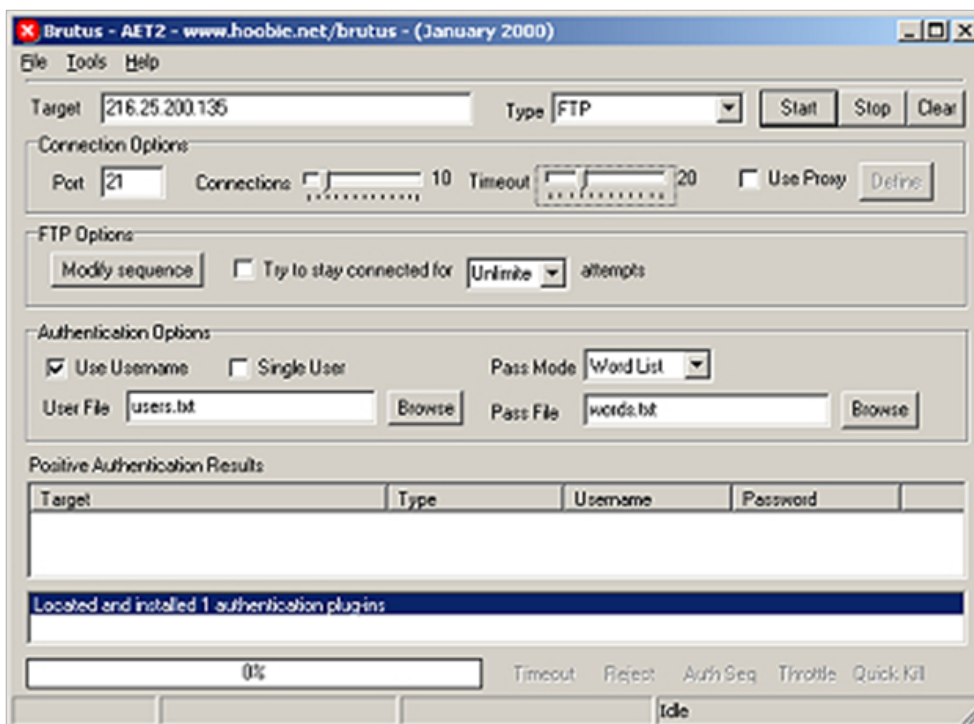 Brutus - AET2 - www.hoobie.net/brutus - (January 2000)
File Tools Help
Target 216.25.200.135 Type FTP Start Stop Clear
Connection Options
Port 21 Connections 10 Timeout 20 Use Proxy Define
FTP Options
Modify sequence Try to stay connected for Unlimite attempts
Authentication Options
Use Username Single User Pass Mode Word List
User File users.txt Browse Pass File words.txt Browse
Positive Authentication Results
Target Type Username Password
Located and installed 1 authentication plug-ins
0% Timeout Reject Auth Seq Throttle Quick Kill
Idle